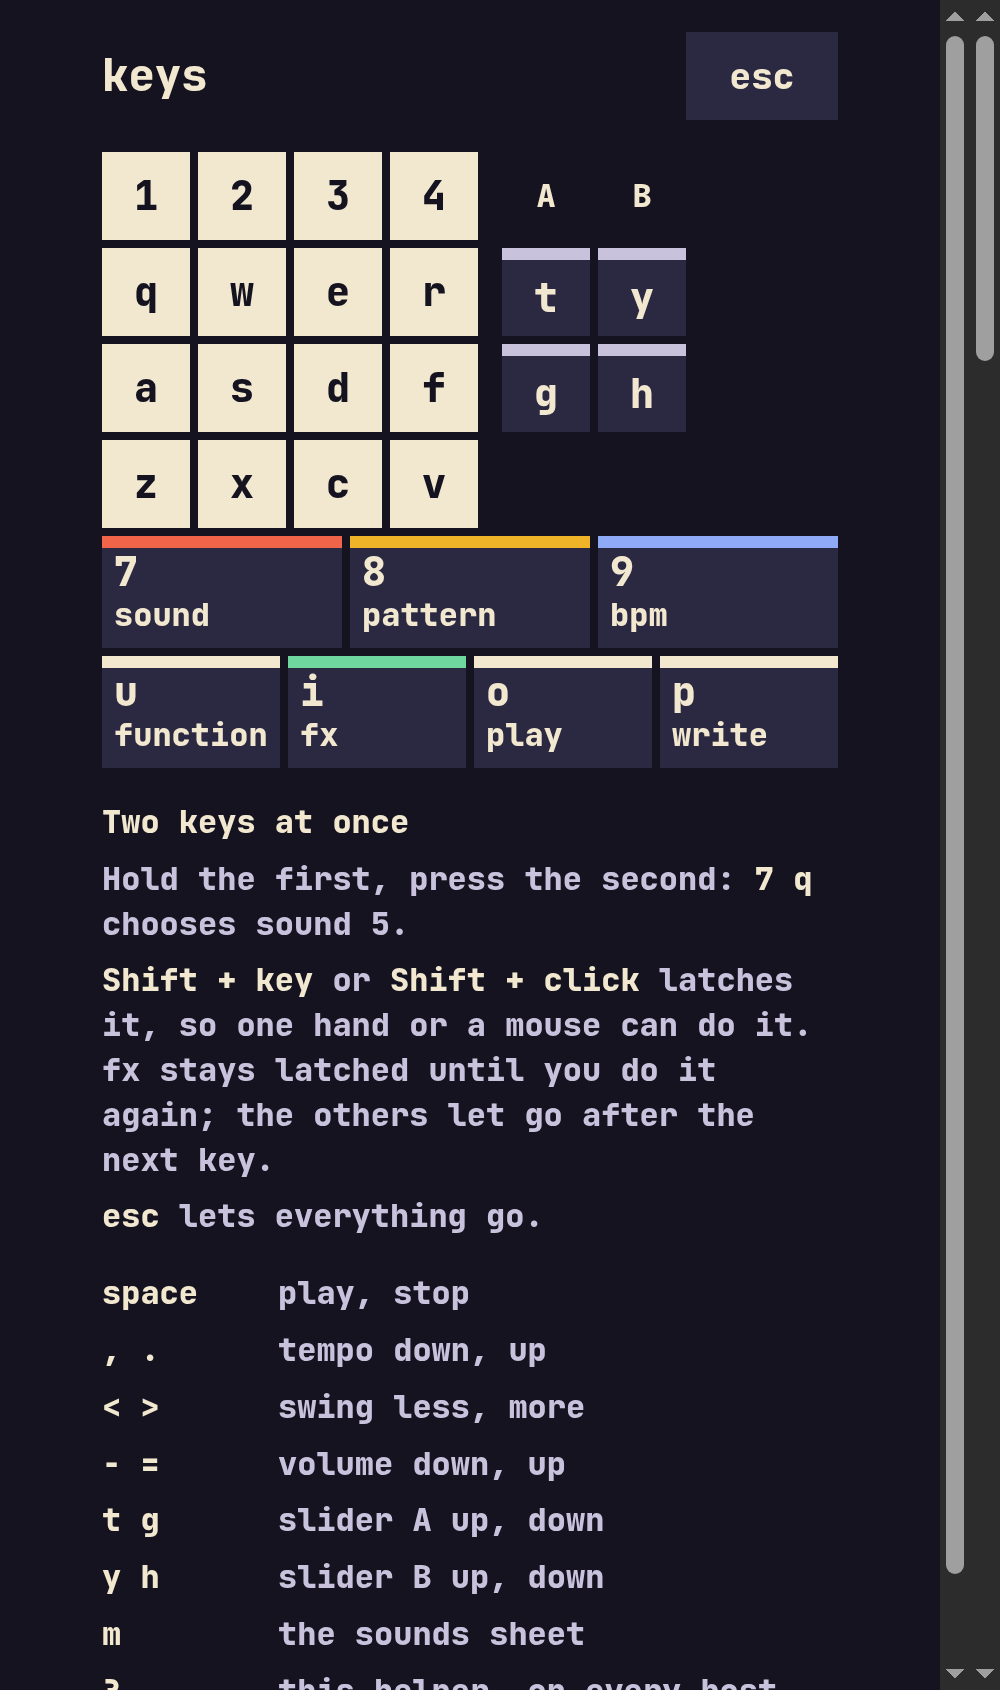 keys esc
1 2 3 4 A B
q w e r t y
a s d f g h
z x c v
7 8 9
sound pattern bpm
u i o p
function fx play write
Two keys at once
Hold the first, press the second: 7 q
chooses sound 5.
Shift + key or Shift + click latches
it, so one hand or a mouse can do it.
fx stays latched until you do it
again; the others let go after the
next key.
esc lets everything go.
space play, stop
, . tempo down, up
< > swing less, more
- = volume down, up
t g slider A up, down
y h slider B up, down
m the sounds sheet